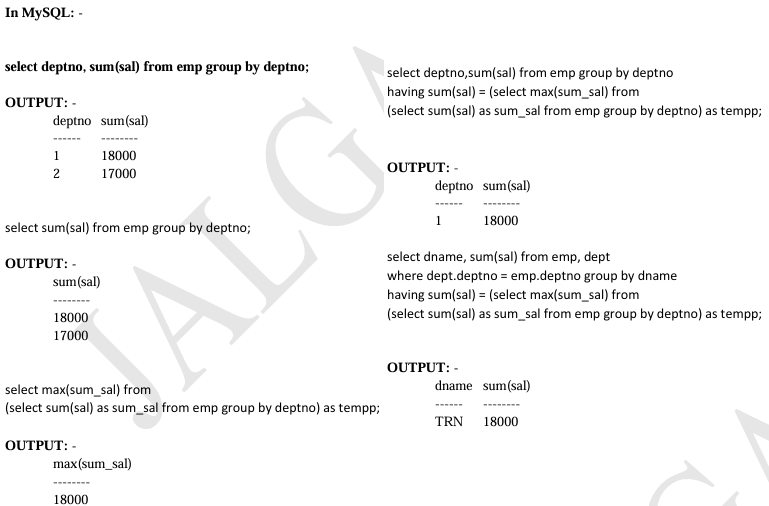 In MySQL: -
select deptno, sum(sal) from emp group by deptno;
OUTPUT: -
deptno sum(sal)
------ --------
1 18000
2 17000
select sum(sal) from emp group by deptno;
OUTPUT: -
sum(sal)
--------
18000
17000
select max(sum_sal) from
(select sum(sal) as sum_sal from emp group by deptno) as tempp;
OUTPUT: -
max(sum_sal)
--------
18000
select deptno,sum(sal) from emp group by deptno
having sum(sal) = (select max(sum_sal) from
(select sum(sal) as sum_sal from emp group by deptno) as tempp;
OUTPUT: -
deptno sum(sal)
------ --------
1 18000
select dname, sum(sal) from emp, dept
where dept.deptno = emp.deptno group by dname
having sum(sal) = (select max(sum_sal) from
(select sum(sal) as sum_sal from emp group by deptno) as tempp;
OUTPUT: -
dname sum(sal)
------ --------
TRN 18000
JALGA